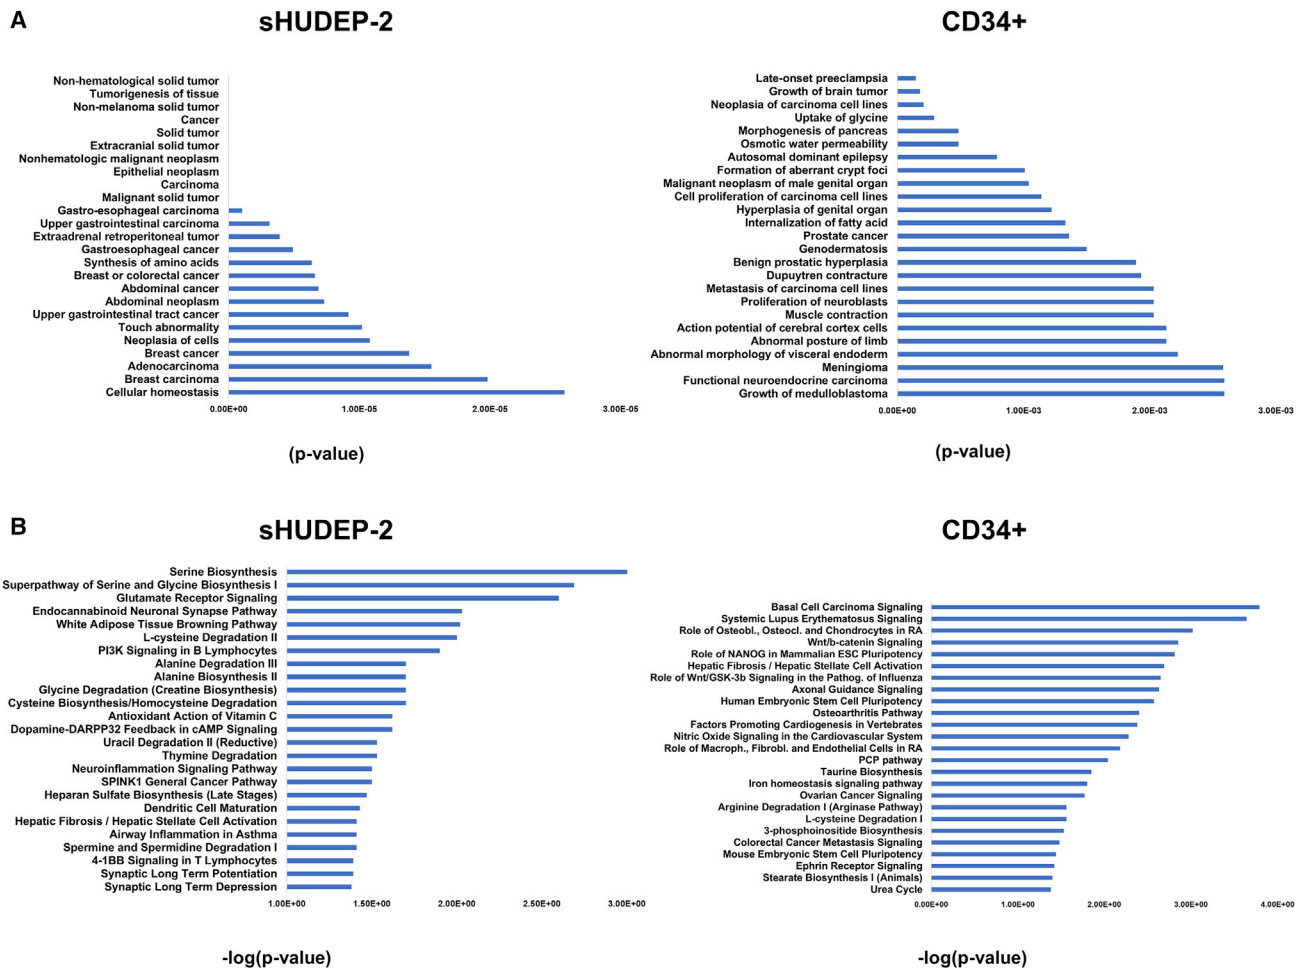 A
sHUDEP-2
Non-hematological solid tumor
Tumorigenesis of tissue
Non-melanoma solid tumor
Cancer
Solid tumor
Extracranial solid tumor
Nonhematologic malignant neoplasm
Epithelial neoplasm
Carcinoma
Malignant solid tumor
Gastro-esophageal carcinoma
Upper gastrointestinal carcinoma
Extraadrenal retroperitoneal tumor
Gastroesophageal cancer
Synthesis of amino acids
Breast or colorectal cancer
Abdominal cancer
Abdominal neoplasm
Upper gastrointestinal tract cancer
Touch abnormality
Neoplasia of cells
Breast cancer
Adenocarcinoma
Breast carcinoma
Cellular homeostasis
0.00E+00 1.00E-05 2.00E-05 3.00E-05
(p-value)
CD34+
Late-onset preeclampsia
Growth of brain tumor
Neoplasia of carcinoma cell lines
Uptake of glycine
Morphogenesis of pancreas
Osmotic water permeability
Autosomal dominant epilepsy
Formation of aberrant crypt foci
Malignant neoplasm of male genital organ
Cell proliferation of carcinoma cell lines
Hyperplasia of genital organ
Internalization of fatty acid
Prostate cancer
Genodermatosis
Benign prostatic hyperplasia
Dupuytren contracture
Metastasis of carcinoma cell lines
Proliferation of neuroblasts
Muscle contraction
Action potential of cerebral cortex cells
Abnormal posture of limb
Abnormal morphology of visceral endoderm
Meningioma
Functional neuroendocrine carcinoma
Growth of medulloblastoma
0.00E+00 1.00E-03 2.00E-03 3.00E-03
(p-value)
B
sHUDEP-2
Serine Biosynthesis
Superpathway of Serine and Glycine Biosynthesis I
Glutamate Receptor Signaling
Endocannabinoid Neuronal Synapse Pathway
White Adipose Tissue Browning Pathway
L-cysteine Degradation II
PI3K Signaling in B Lymphocytes
Alanine Degradation III
Alanine Biosynthesis II
Glycine Degradation (Creatine Biosynthesis)
Cysteine Biosynthesis/Homocysteine Degradation
Antioxidant Action of Vitamin C
Dopamine-DARPP32 Feedback in cAMP Signaling
Uracil Degradation II (Reductive)
Thymine Degradation
Neuroinflammation Signaling Pathway
SPINK1 General Cancer Pathway
Heparan Sulfate Biosynthesis (Late Stages)
Dendritic Cell Maturation
Hepatic Fibrosis / Hepatic Stellate Cell Activation
Airway Inflammation in Asthma
Spermine and Spermidine Degradation I
4-1BB Signaling in T Lymphocytes
Synaptic Long Term Potentiation
Synaptic Long Term Depression
1.00E+00 1.50E+00 2.00E+00 2.50E+00 3.00E+00
-log(p-value)
CD34+
Basal Cell Carcinoma Signaling
Systemic Lupus Erythematosus Signaling
Role of Osteobl., Osteocl. and Chondrocytes in RA
Wnt/b-catenin Signaling
Role of NANOG in Mammalian ESC Pluripotency
Hepatic Fibrosis / Hepatic Stellate Cell Activation
Role of Wnt/GSK-3b Signaling in the Pathog. of Influenza
Axonal Guidance Signaling
Human Embryonic Stem Cell Pluripotency
Osteoarthritis Pathway
Factors Promoting Cardiogenesis in Vertebrates
Nitric Oxide Signaling in the Cardiovascular System
Role of Macroph., Fibrobl. and Endothelial Cells in RA
PCP pathway
Taurine Biosynthesis
Iron homeostasis signaling pathway
Ovarian Cancer Signaling
Arginine Degradation I (Arginase Pathway)
L-cysteine Degradation I
3-phosphoinositide Biosynthesis
Colorectal Cancer Metastasis Signaling
Mouse Embryonic Stem Cell Pluripotency
Ephrin Receptor Signaling
Stearate Biosynthesis I (Animals)
Urea Cycle
0.00E+00 1.00E+00 2.00E+00 3.00E+00 4.00E+00
-log(p-value)